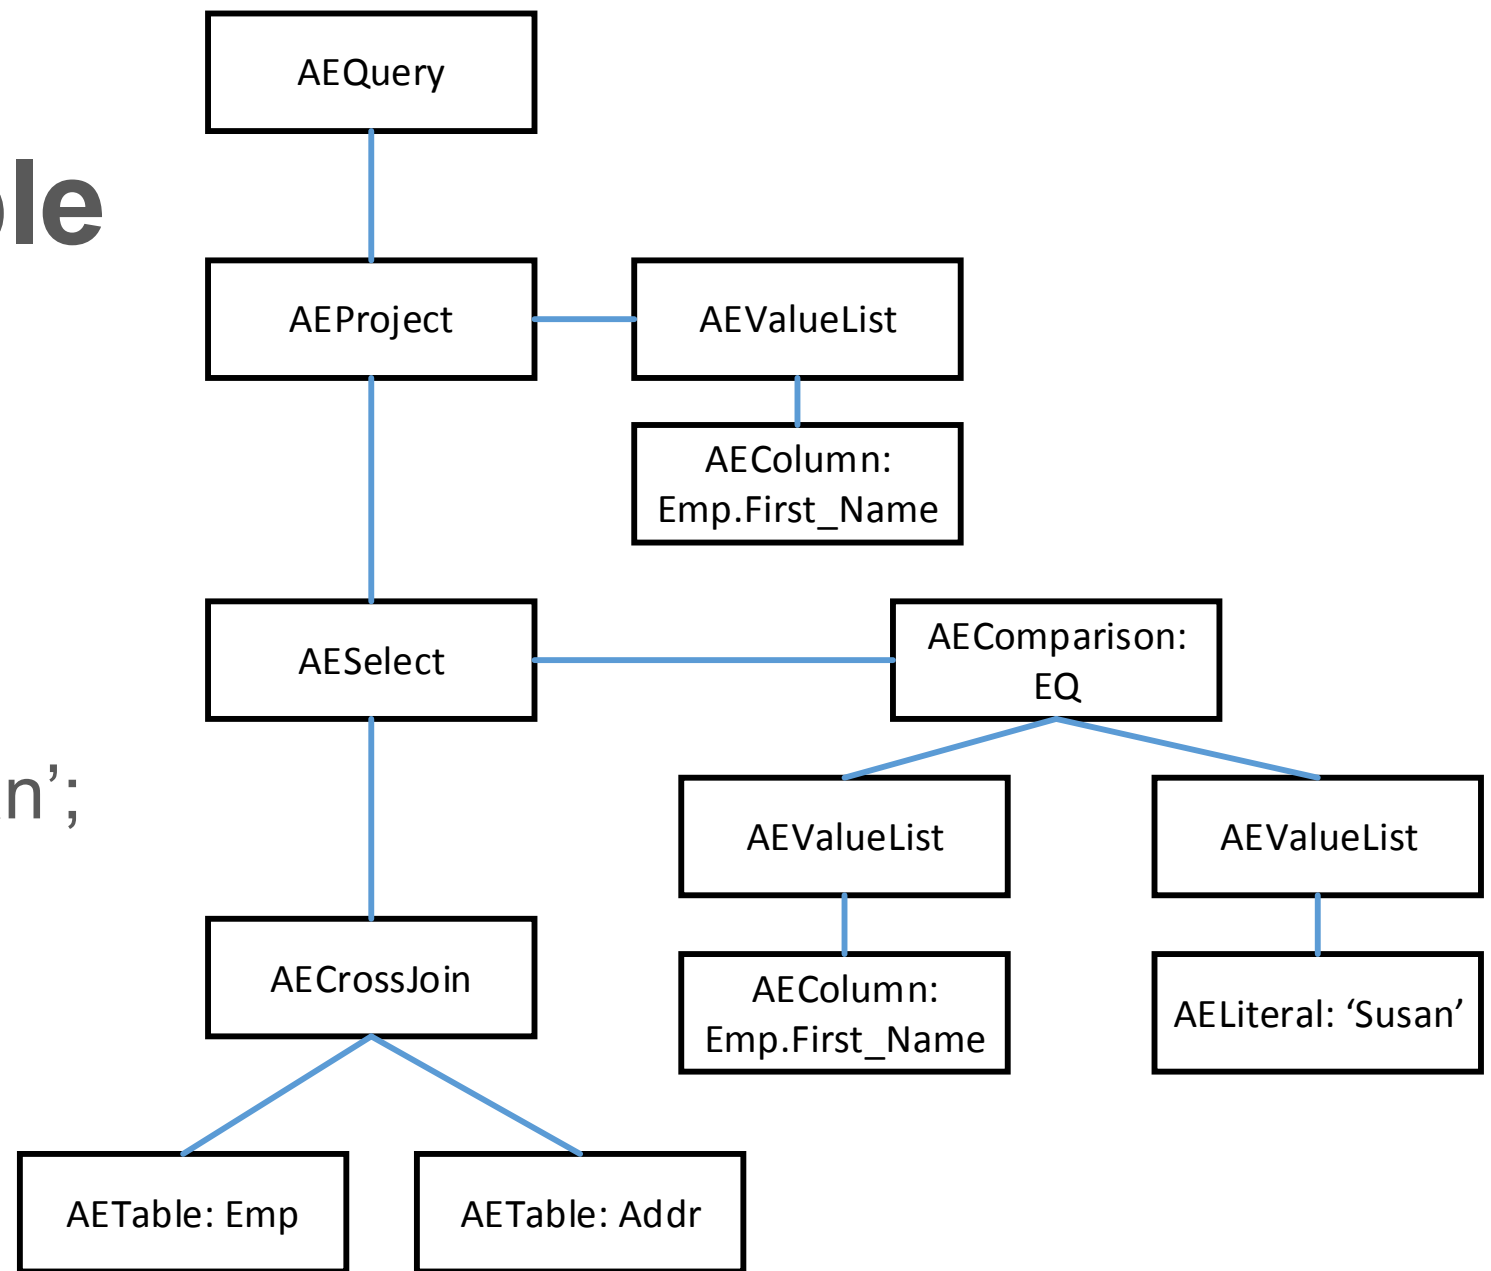 AEQuery
ple
AEProject
AEValueList
AEColumn:
Emp.First_Name
AESelect
AEComparison:
EQ
n’;
AEValueList
AEValueList
AECrossJoin
AEColumn:
Emp.First_Name
AELiteral: ‘Susan’
AETable: Emp
AETable: Addr